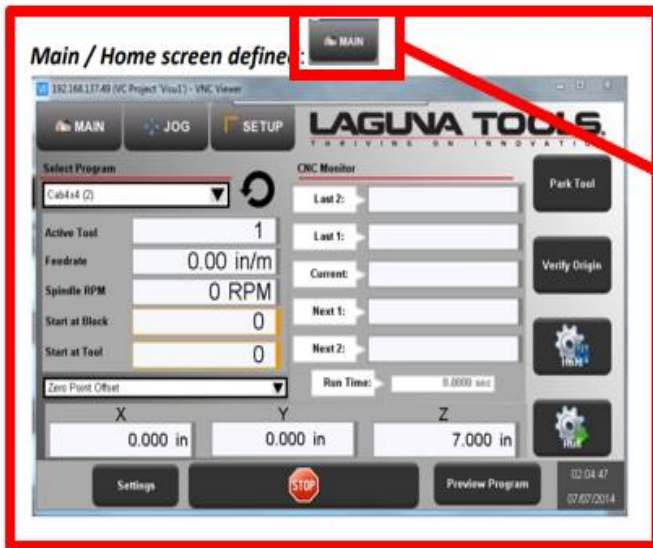 Main / Home screen define
MAIN
192.168.137.49 (VC Project 'Visu1') - VNC Viewer
MAIN
JOG
SETUP
LAGUNA TOOLS
THRIVING ON INNOVATION
Select Program
Cab4x4 (2)
Active Tool 1
Feedrate 0.00 in/m
Spindle RPM 0 RPM
Start at Block 0
Start at Tool 0
Zero Point Offset
CNC Monitor
Last 2:
Last 1:
Current:
Next 1:
Next 2:
Run Time: 0.0000 sec
Park Tool
Verify Origin
X Y Z
0.000 in 0.000 in 7.000 in
Settings
STOP
Preview Program
02:04:47
07/07/2014